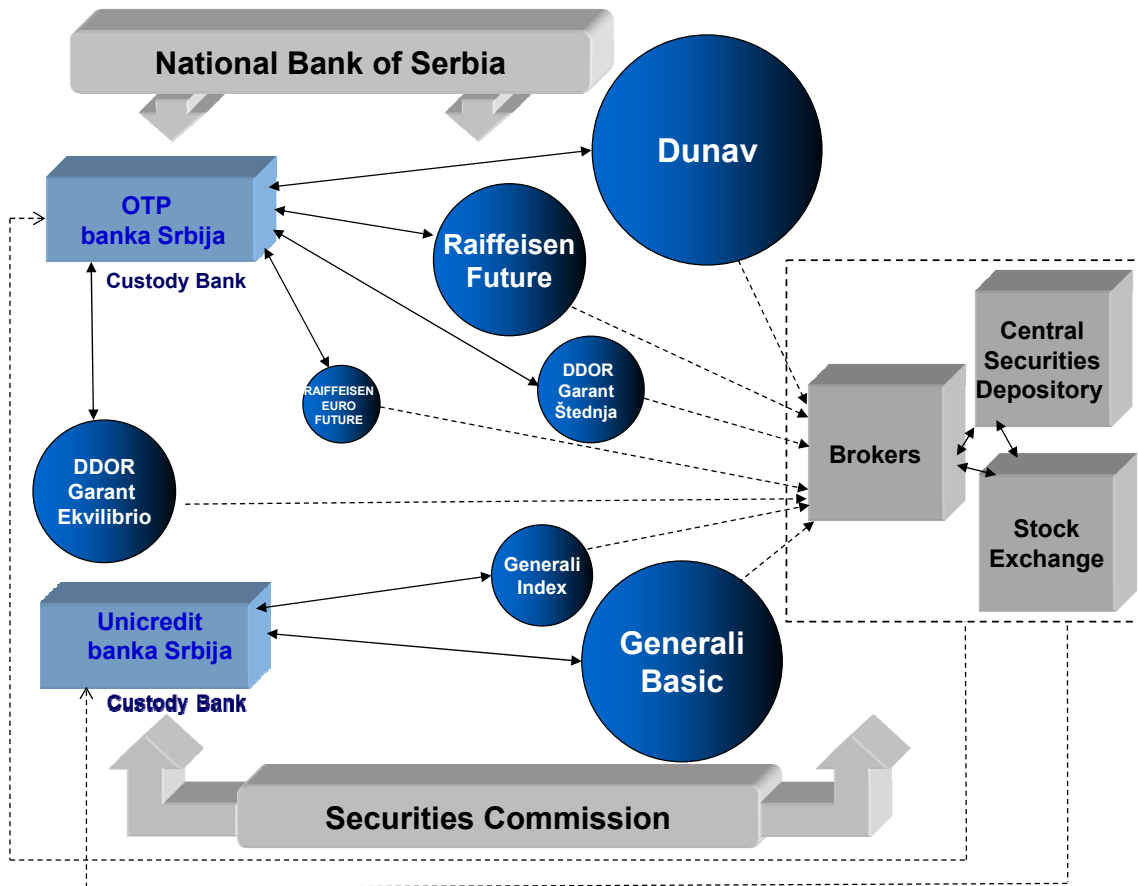 National Bank of Serbia
Dunav
OTP
banka Srbija
Custody Bank
Raiffeisen
Future
Central
Securities
Depository
DDOR
Garant
Štednja
RAIFFEISEN
EURO
FUTURE
Brokers
DDOR
Garant
Ekvilibrio
Stock
Exchange
Generali
Index
Unicredit
banka Srbija
Custody Bank
Generali
Basic
Securities Commission